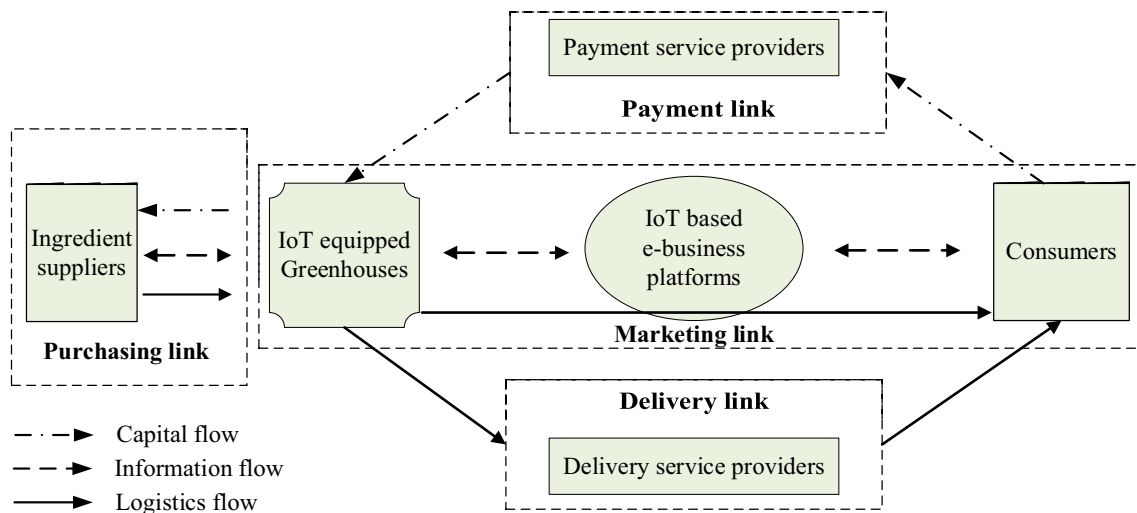 Payment service providers
Payment link
Ingredient
suppliers
Purchasing link
IoT equipped
Greenhouses
IoT based
e-business
platforms
Consumers
Marketing link
Delivery link
Delivery service providers
Capital flow
Information flow
Logistics flow